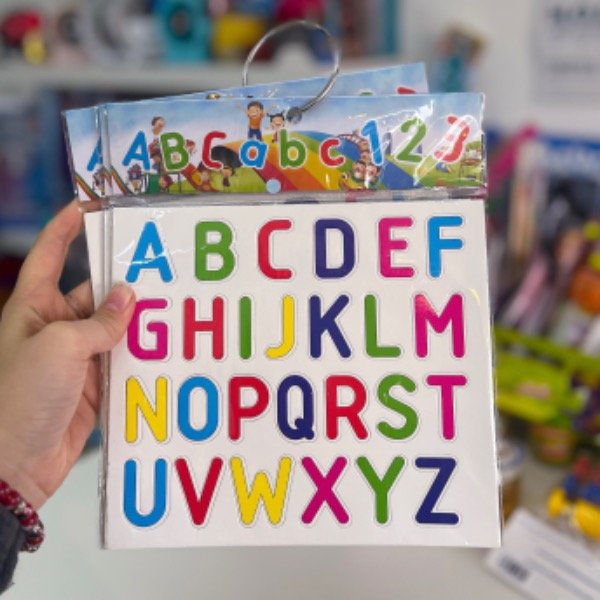 ABCabc123
ABCDEF
GHIJKLM
NOPQRST
UVWXYZ